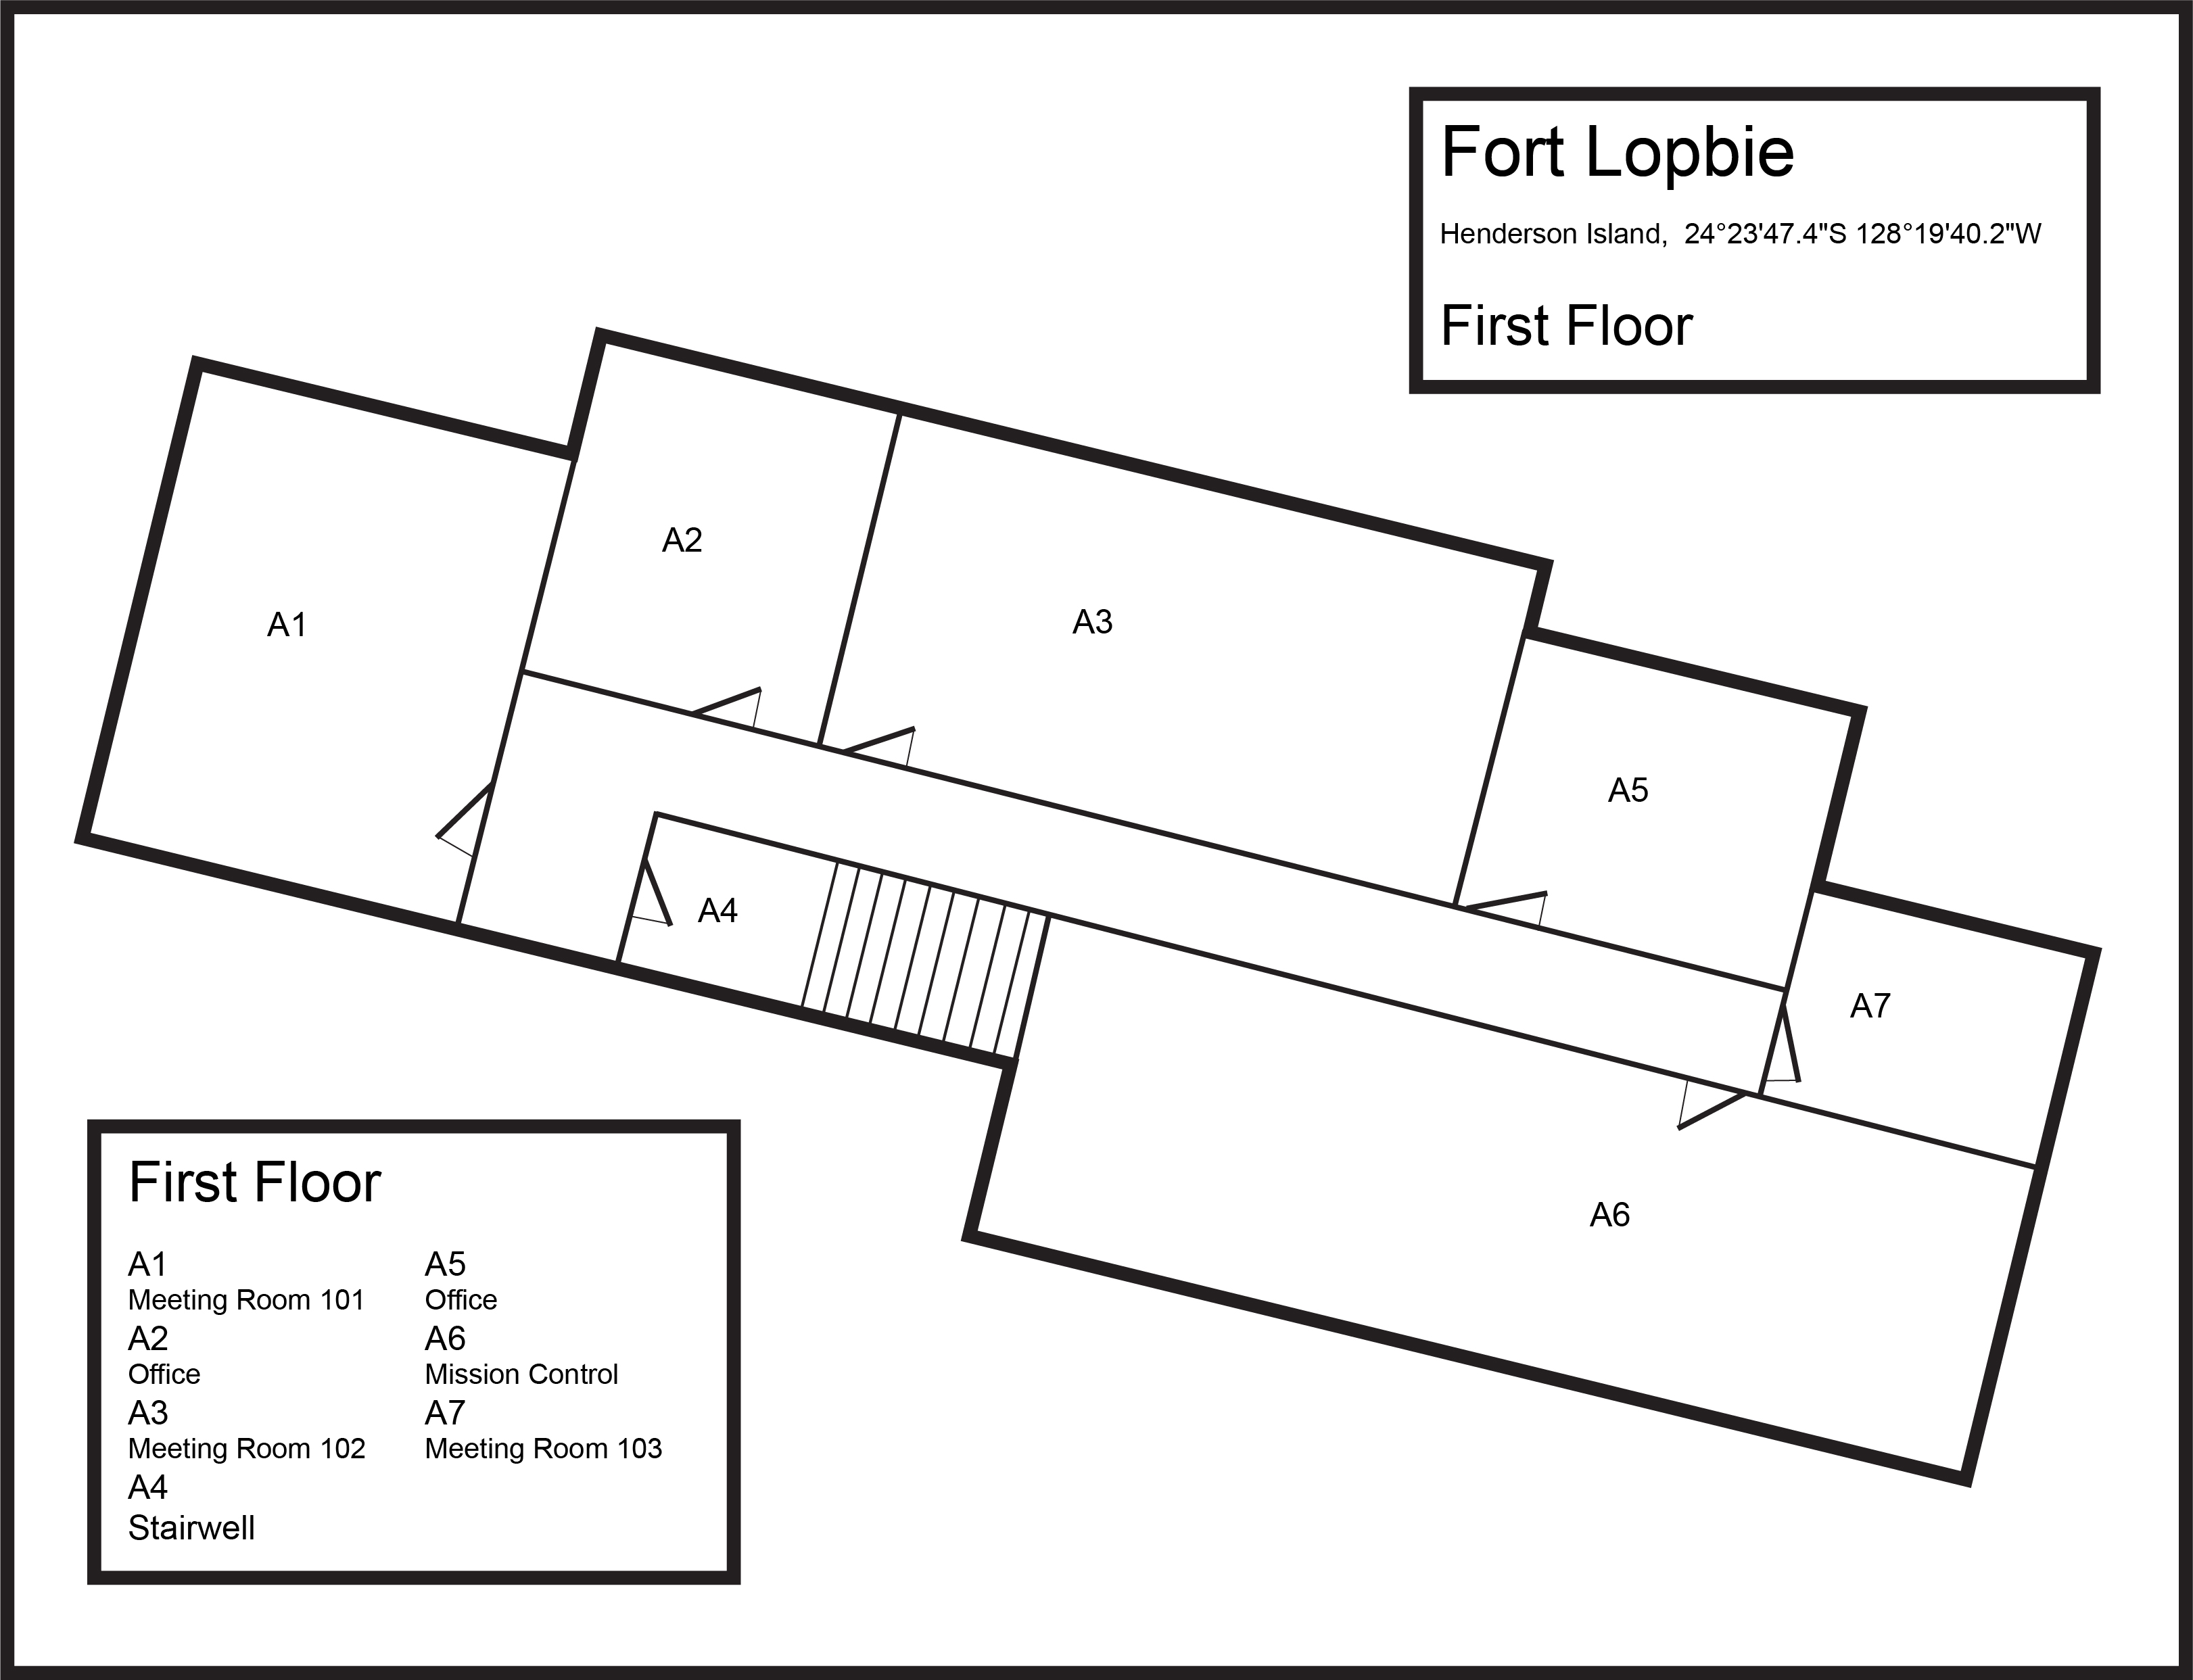 Fort Lopbie
Henderson Island,  24°23'47.4"S 128°19'40.2"W
First Floor
A1
A2
A3
A4
A5
A6
A7
First Floor
A1
Meeting Room 101
A2
Office
A3
Meeting Room 102
A4
Stairwell
A5
Office
A6
Mission Control
A7
Meeting Room 103